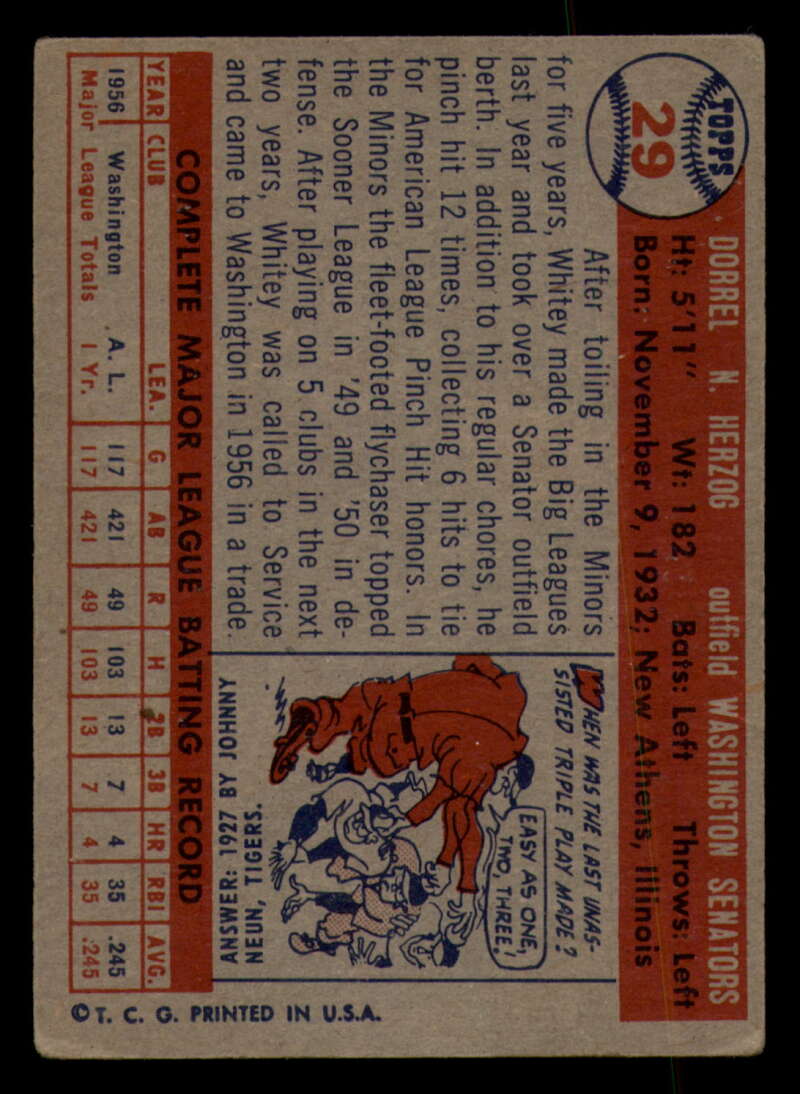 TOPPS
29
DORREL N. HERZOG outfield WASHINGTON SENATORS
Ht: 5'11" Wt: 182 Bats: Left Throws: Left
Born: November 9, 1932; New Athens, Illinois
After toiling in the Minors
for five years, Whitey made the Big Leagues
last year and took over a Senator outfield
berth. In addition to his regular chores, he
pinch hit 12 times, collecting 6 hits to tie
for American League Pinch Hit honors. In
the Minors the fleet-footed flychaser topped
the Sooner League in '49 and '50 in de-
fense. After playing on 5 clubs in the next
two years, Whitey was called to Service
and came to Washington in 1956 in a trade.
WHEN WAS THE LAST UNAS-
SISTED TRIPLE PLAY MADE?
EASY AS ONE,
TWO, THREE!
ANSWER: 1927 BY JOHNNY
NEUN, TIGERS.
COMPLETE MAJOR LEAGUE BATTING RECORD
YEAR CLUB LEA. G AB R H 2B 3B HR RBI AVG.
1956 Washington A. L. 117 421 49 103 13 7 4 35 .245
Major League Totals 1 Yr. 117 421 49 103 13 7 4 35 .245
© T. C. G. PRINTED IN U.S.A.